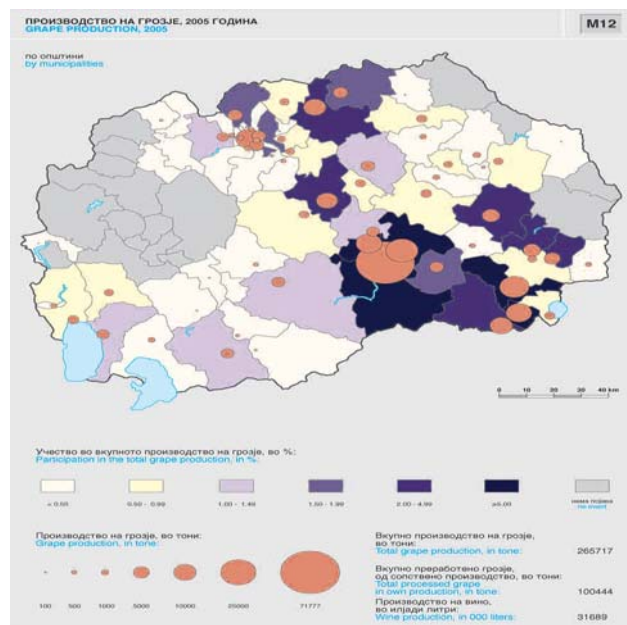 ПРОИЗВОДСТВО НА ГРОЗЈЕ, 2005 ГОДИНА
GRAPE PRODUCTION, 2005
M12
по општини
by municipalities
0 10 20 30 40 km
Учество во вкупното производство на грозје, во %:
Participation in the total grape production, in %:
< 0.50
0.50 - 0.99
1.00 - 1.49
1.50 - 1.99
2.00 - 4.99
≥5.00
нема појава
no event
Производство на грозје, во тони:
Grape production, in tone:
100 500 1000 5000 10000 25000 71777
Вкупно производство на грозје,
во тони:
Total grape production, in tone: 265717
Вкупно преработено грозје,
од сопствено производство, во тони:
Total processed grape
in own production, in tone: 100444
Производство на вино,
во илјади литри:
Wine production, in 000 liters: 31689